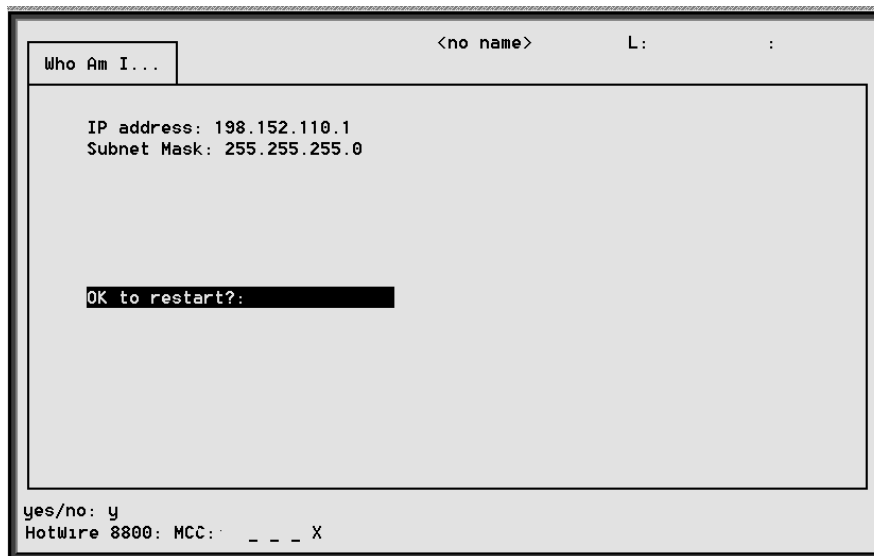 <no name> L: :
Who Am I...
IP address: 198.152.110.1
Subnet Mask: 255.255.255.0
OK to restart?:
yes/no: y
HotWire 8800: MCC: _ _ _ X